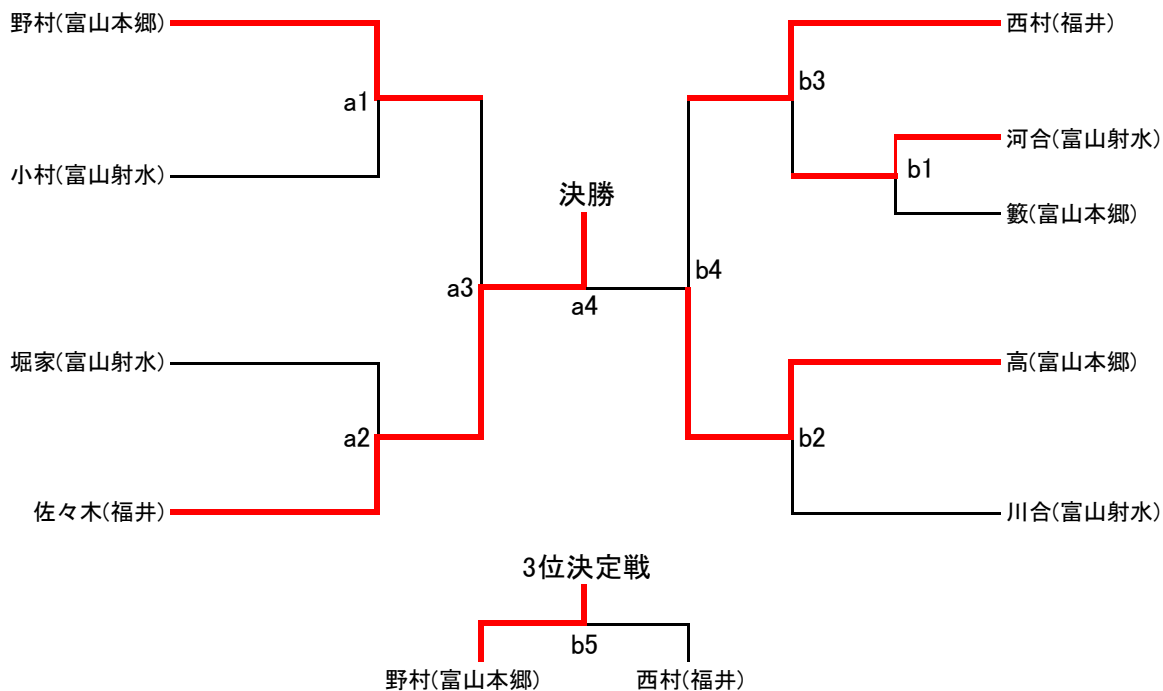 野村(富山本郷)
西村(福井)
b3
a1
河合(富山射水)
b1
小村(富山射水)
籔(富山本郷)
決勝
b4
a3
a4
堀家(富山射水)
高(富山本郷)
a2
b2
佐々木(福井)
川合(富山射水)
3位決定戦
b5
野村(富山本郷)
西村(福井)